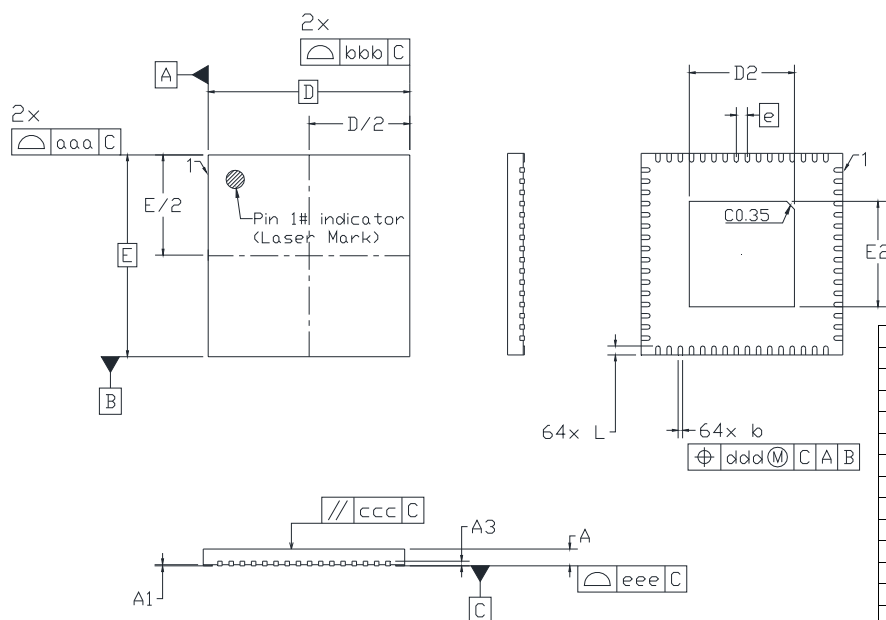 2x
bbb C
A
D
D/2
2x
aaa C
1
E/2
E
Pin 1# indicator
(Laser Mark)
B
D2
e
1
C0.35
E2
64x L
64x b
ddd Ⓜ C A B
// ccc C
A3
A
A1
eee C
C